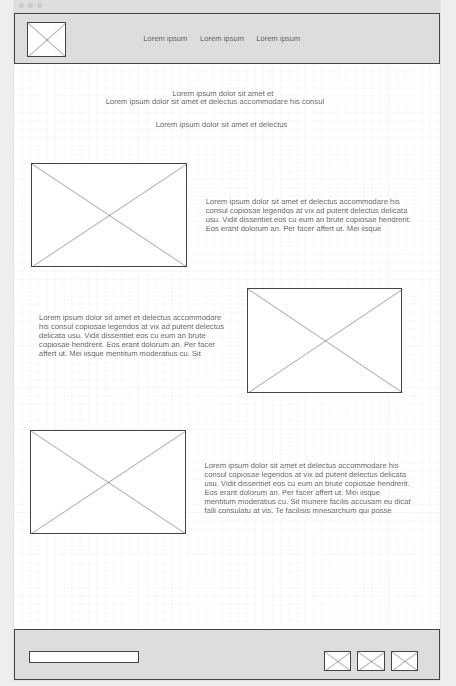 Lorem ipsum Lorem ipsum Lorem ipsum
Lorem ipsum dolor sit amet et
Lorem ipsum dolor sit amet et delectus accommodare his consul
Lorem ipsum dolor sit amet et delectus
Lorem ipsum dolor sit amet et delectus accommodare his
consul copiosae legendos at vix ad putent delectus delicata
usu. Vidit dissentiet eos cu eum an brute copiosae hendrerit.
Eos erant dolorum an. Per facer affert ut. Mei iisque
Lorem ipsum dolor sit amet et delectus accommodare
his consul copiosae legendos at vix ad putent delectus
delicata usu. Vidit dissentiet eos cu eum an brute
copiosae hendrerit. Eos erant dolorum an. Per facer
affert ut. Mei iisque mentitum moderatius cu. Sit
Lorem ipsum dolor sit amet et delectus accommodare his
consul copiosae legendos at vix ad putent delectus delicata
usu. Vidit dissentiet eos cu eum an brute copiosae hendrerit.
Eos erant dolorum an. Per facer affert ut. Mei iisque
mentitum moderatius cu. Sit munere facilis accusam eu dicat
falli consulatu at vis. Te facilisis mnesarchum qui posse